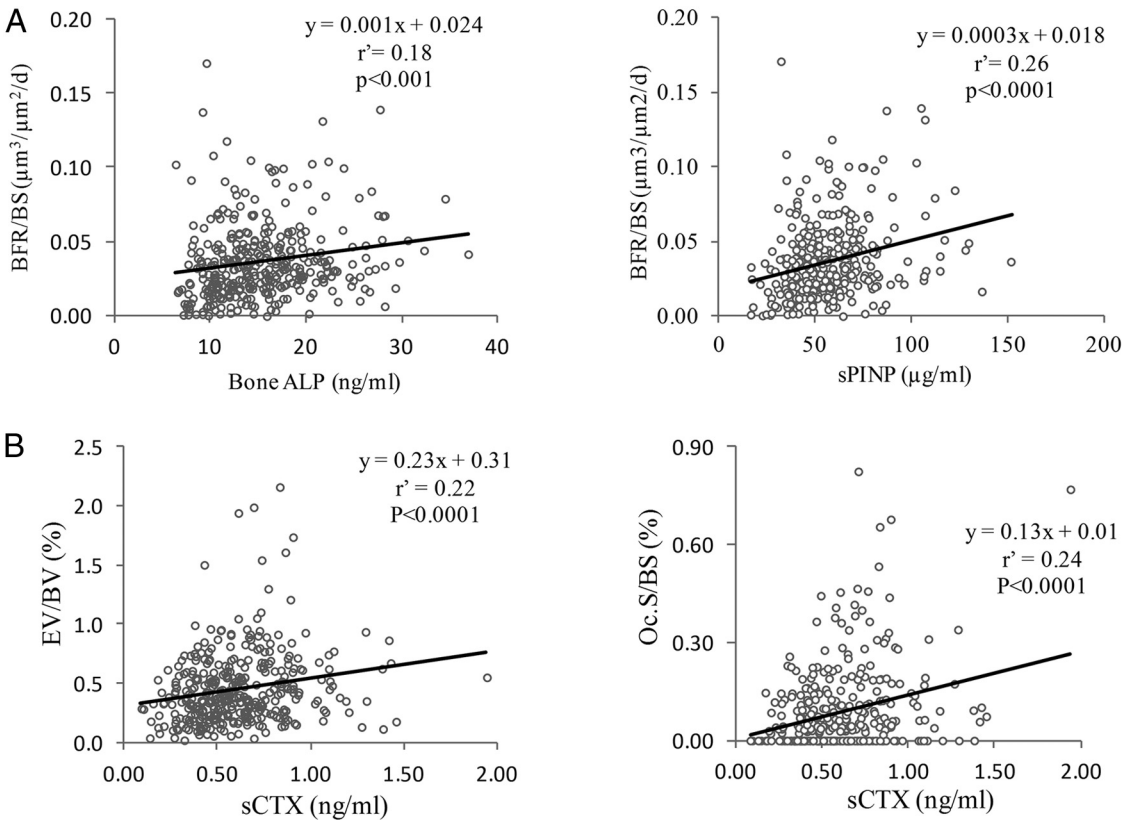 A
y = 0.001x + 0.024
r’= 0.18
p<0.001
BFR/BS (µm³/µm²/d)
0.20
0.15
0.10
0.05
0.00
0 10 20 30 40
Bone ALP (ng/ml)
y = 0.0003x + 0.018
r’= 0.26
p<0.0001
BFR/BS (µm3/µm2/d)
0.20
0.15
0.10
0.05
0.00
0 50 100 150 200
sPINP (µg/ml)
B
y = 0.23x + 0.31
r’ = 0.22
P<0.0001
EV/BV (%)
2.5
2.0
1.5
1.0
0.5
0.0
0.00 0.50 1.00 1.50 2.00
sCTX (ng/ml)
y = 0.13x + 0.01
r’ = 0.24
P<0.0001
Oc.S/BS (%)
0.90
0.60
0.30
0.00
0.00 0.50 1.00 1.50 2.00
sCTX (ng/ml)